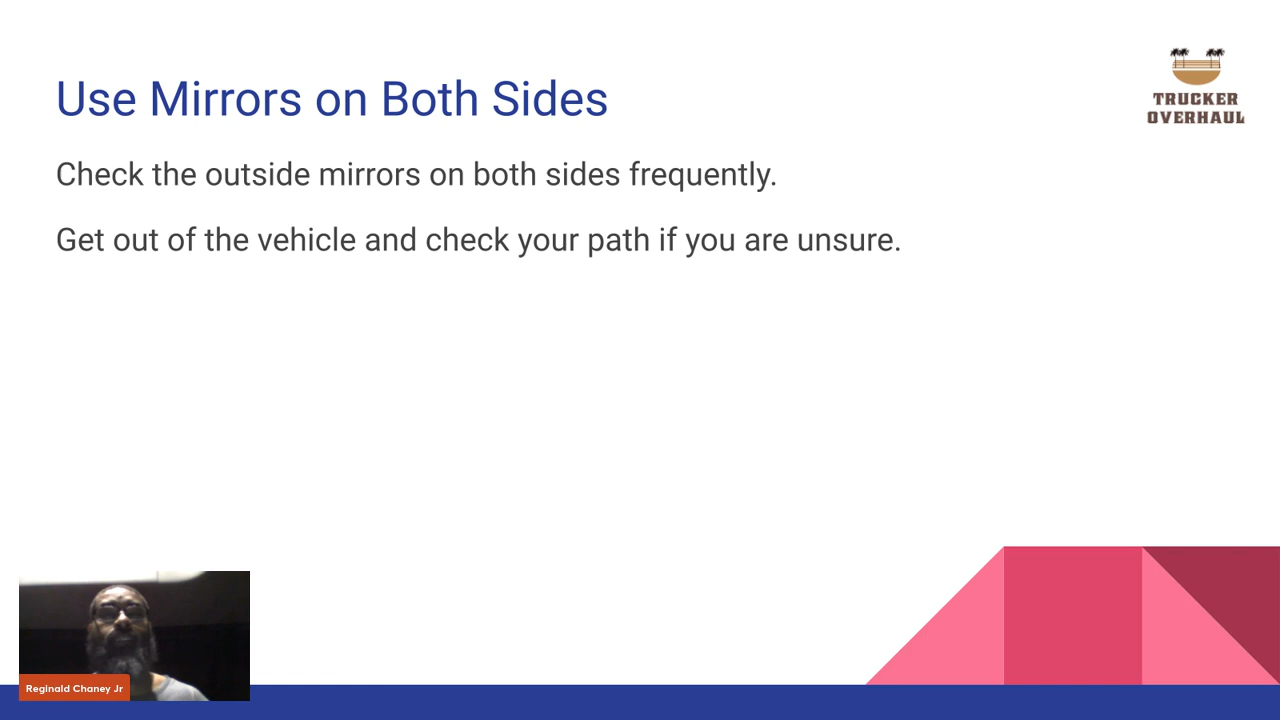 Use Mirrors on Both Sides
TRUCKER
OVERHAUL
Check the outside mirrors on both sides frequently.
Get out of the vehicle and check your path if you are unsure.
Reginald Chaney Jr